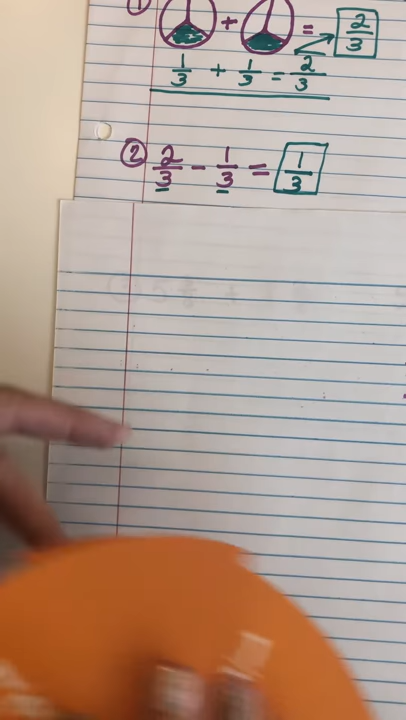 ① + = 2/3
1/3 + 1/3 = 2/3
② 2/3 - 1/3 = 1/3